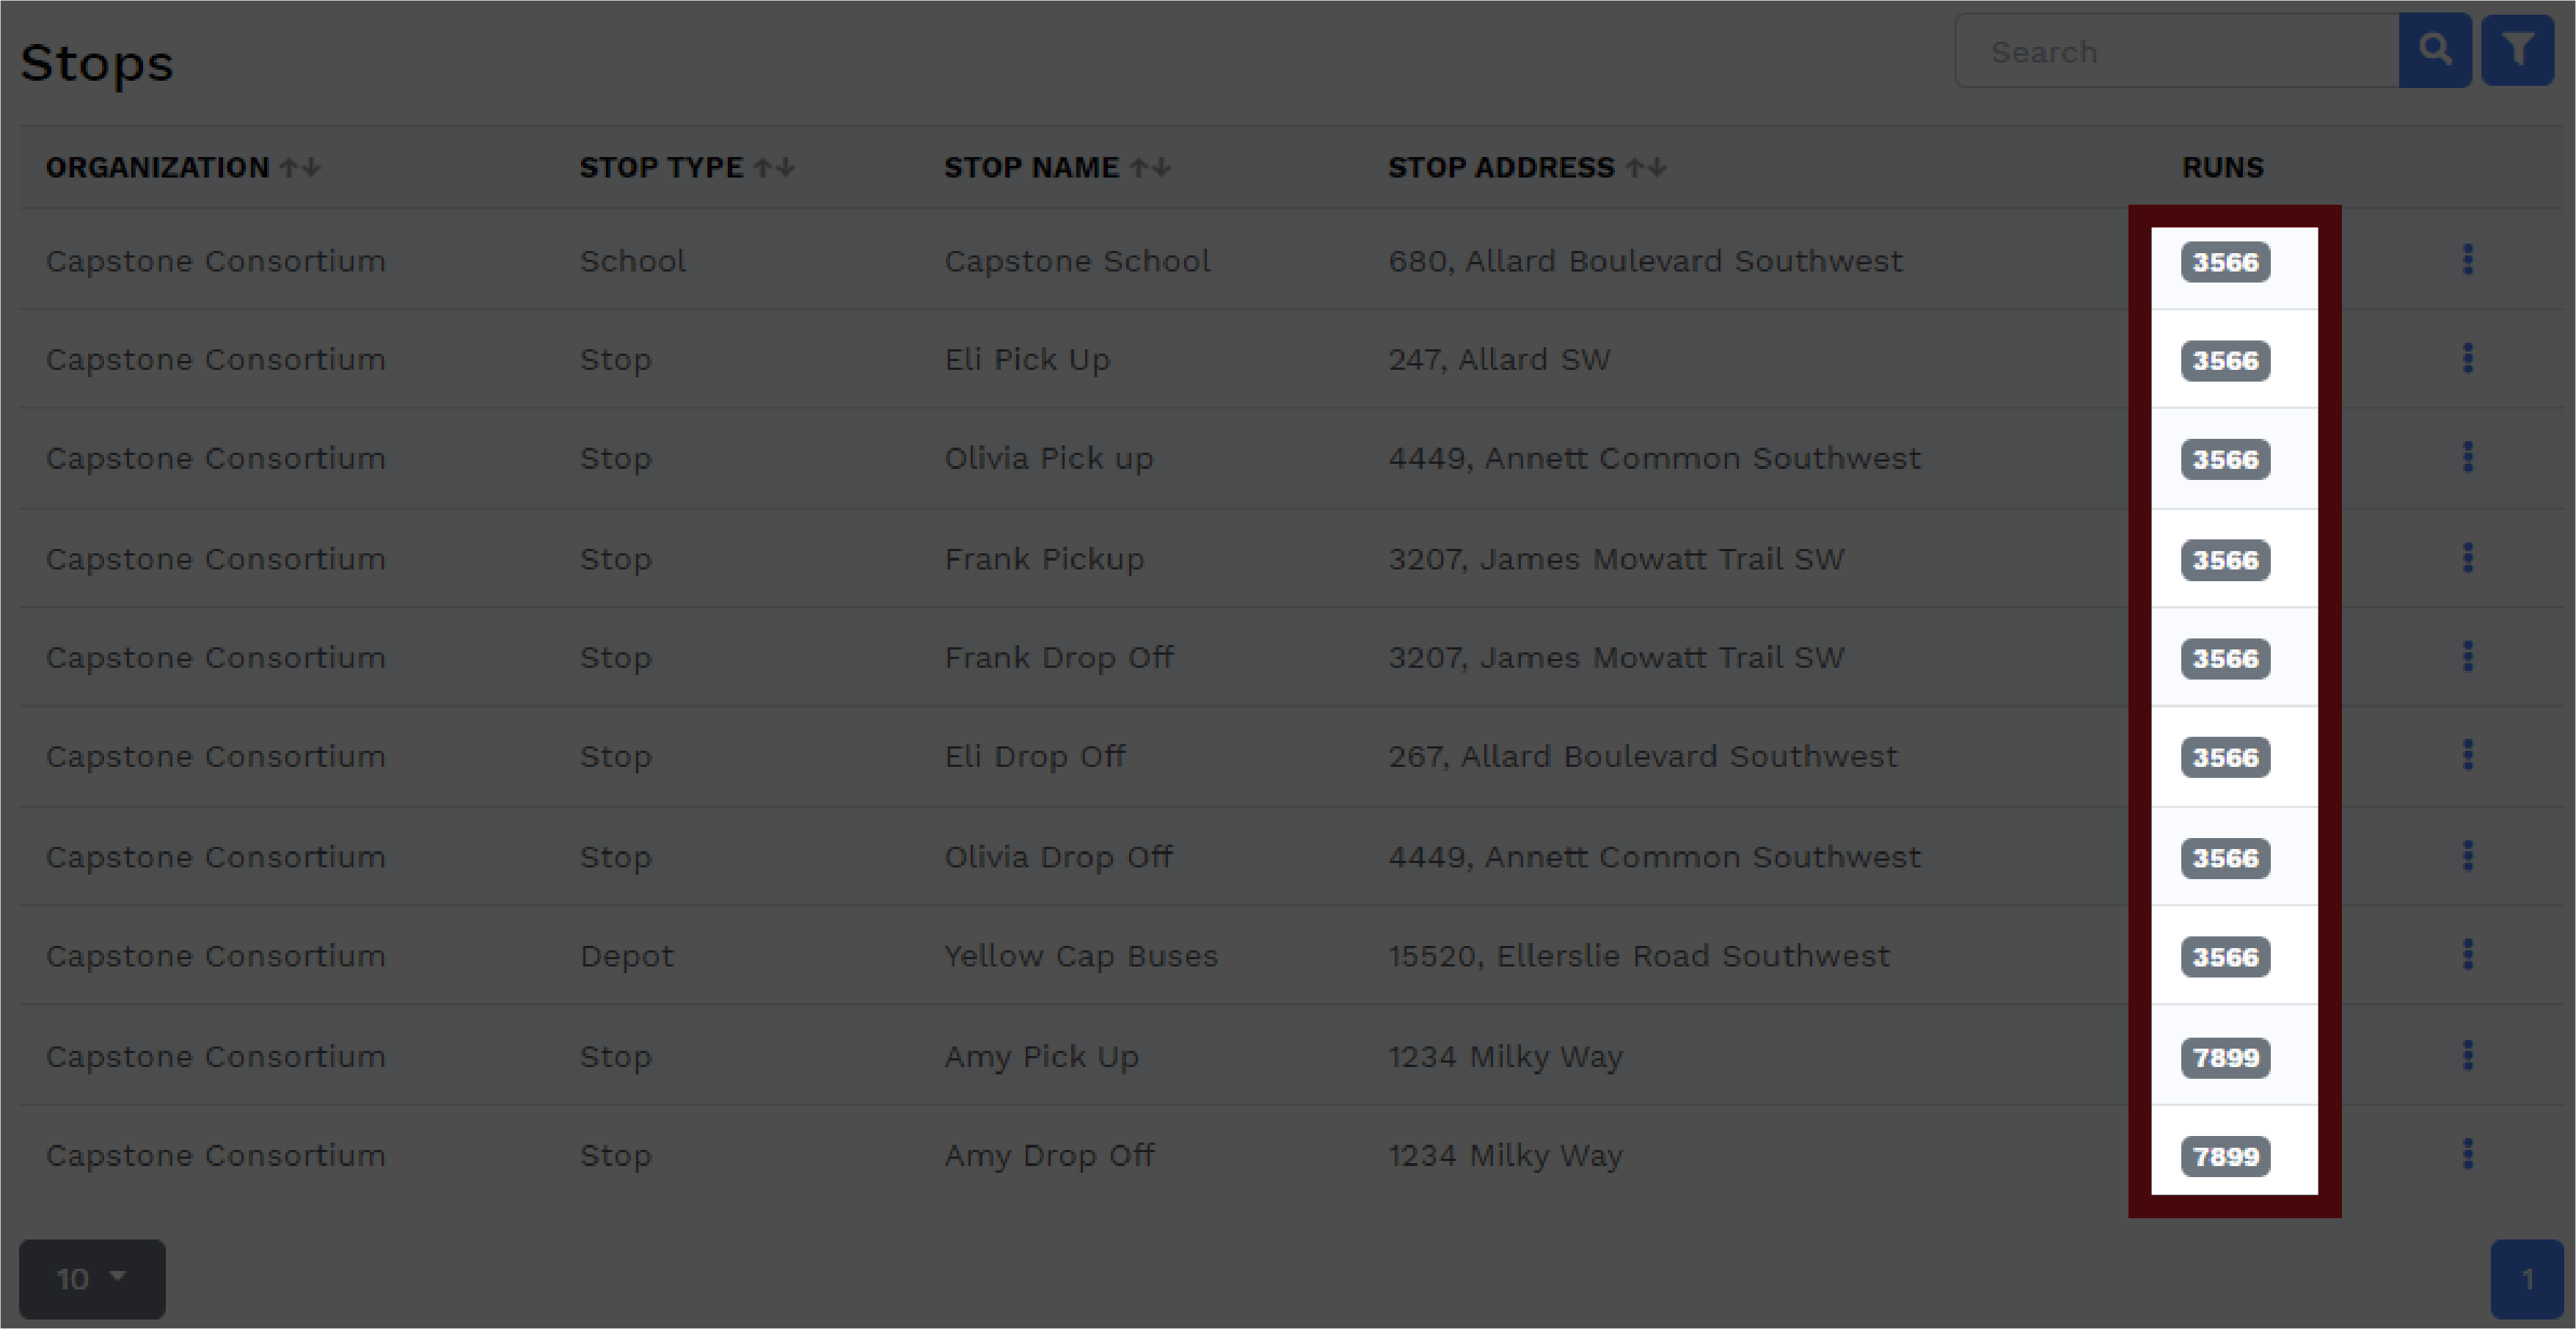 Stops
Search
ORGANIZATION STOP TYPE STOP NAME STOP ADDRESS RUNS
Capstone Consortium School Capstone School 680, Allard Boulevard Southwest 3566
Capstone Consortium Stop Eli Pick Up 247, Allard SW 3566
Capstone Consortium Stop Olivia Pick up 4449, Annett Common Southwest 3566
Capstone Consortium Stop Frank Pickup 3207, James Mowatt Trail SW 3566
Capstone Consortium Stop Frank Drop Off 3207, James Mowatt Trail SW 3566
Capstone Consortium Stop Eli Drop Off 267, Allard Boulevard Southwest 3566
Capstone Consortium Stop Olivia Drop Off 4449, Annett Common Southwest 3566
Capstone Consortium Depot Yellow Cap Buses 15520, Ellerslie Road Southwest 3566
Capstone Consortium Stop Amy Pick Up 1234 Milky Way 7899
Capstone Consortium Stop Amy Drop Off 1234 Milky Way 7899
10 1